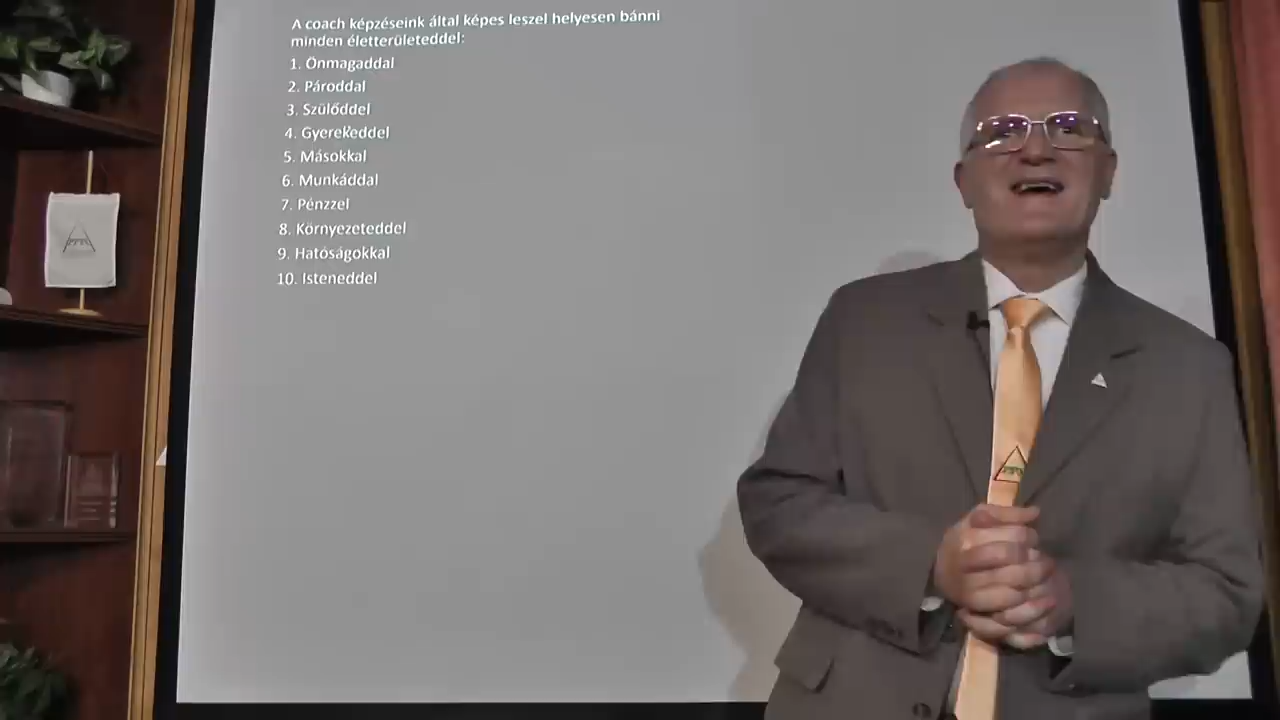 A coach képzéseink által képes leszel helyesen bánni
minden életterületeddel:
1. Önmagaddal
2. Pároddal
3. Szülőddel
4. Gyerekeddel
5. Másokkal
6. Munkáddal
7. Pénzzel
8. Környezeteddel
9. Hatóságokkal
10. Isteneddel